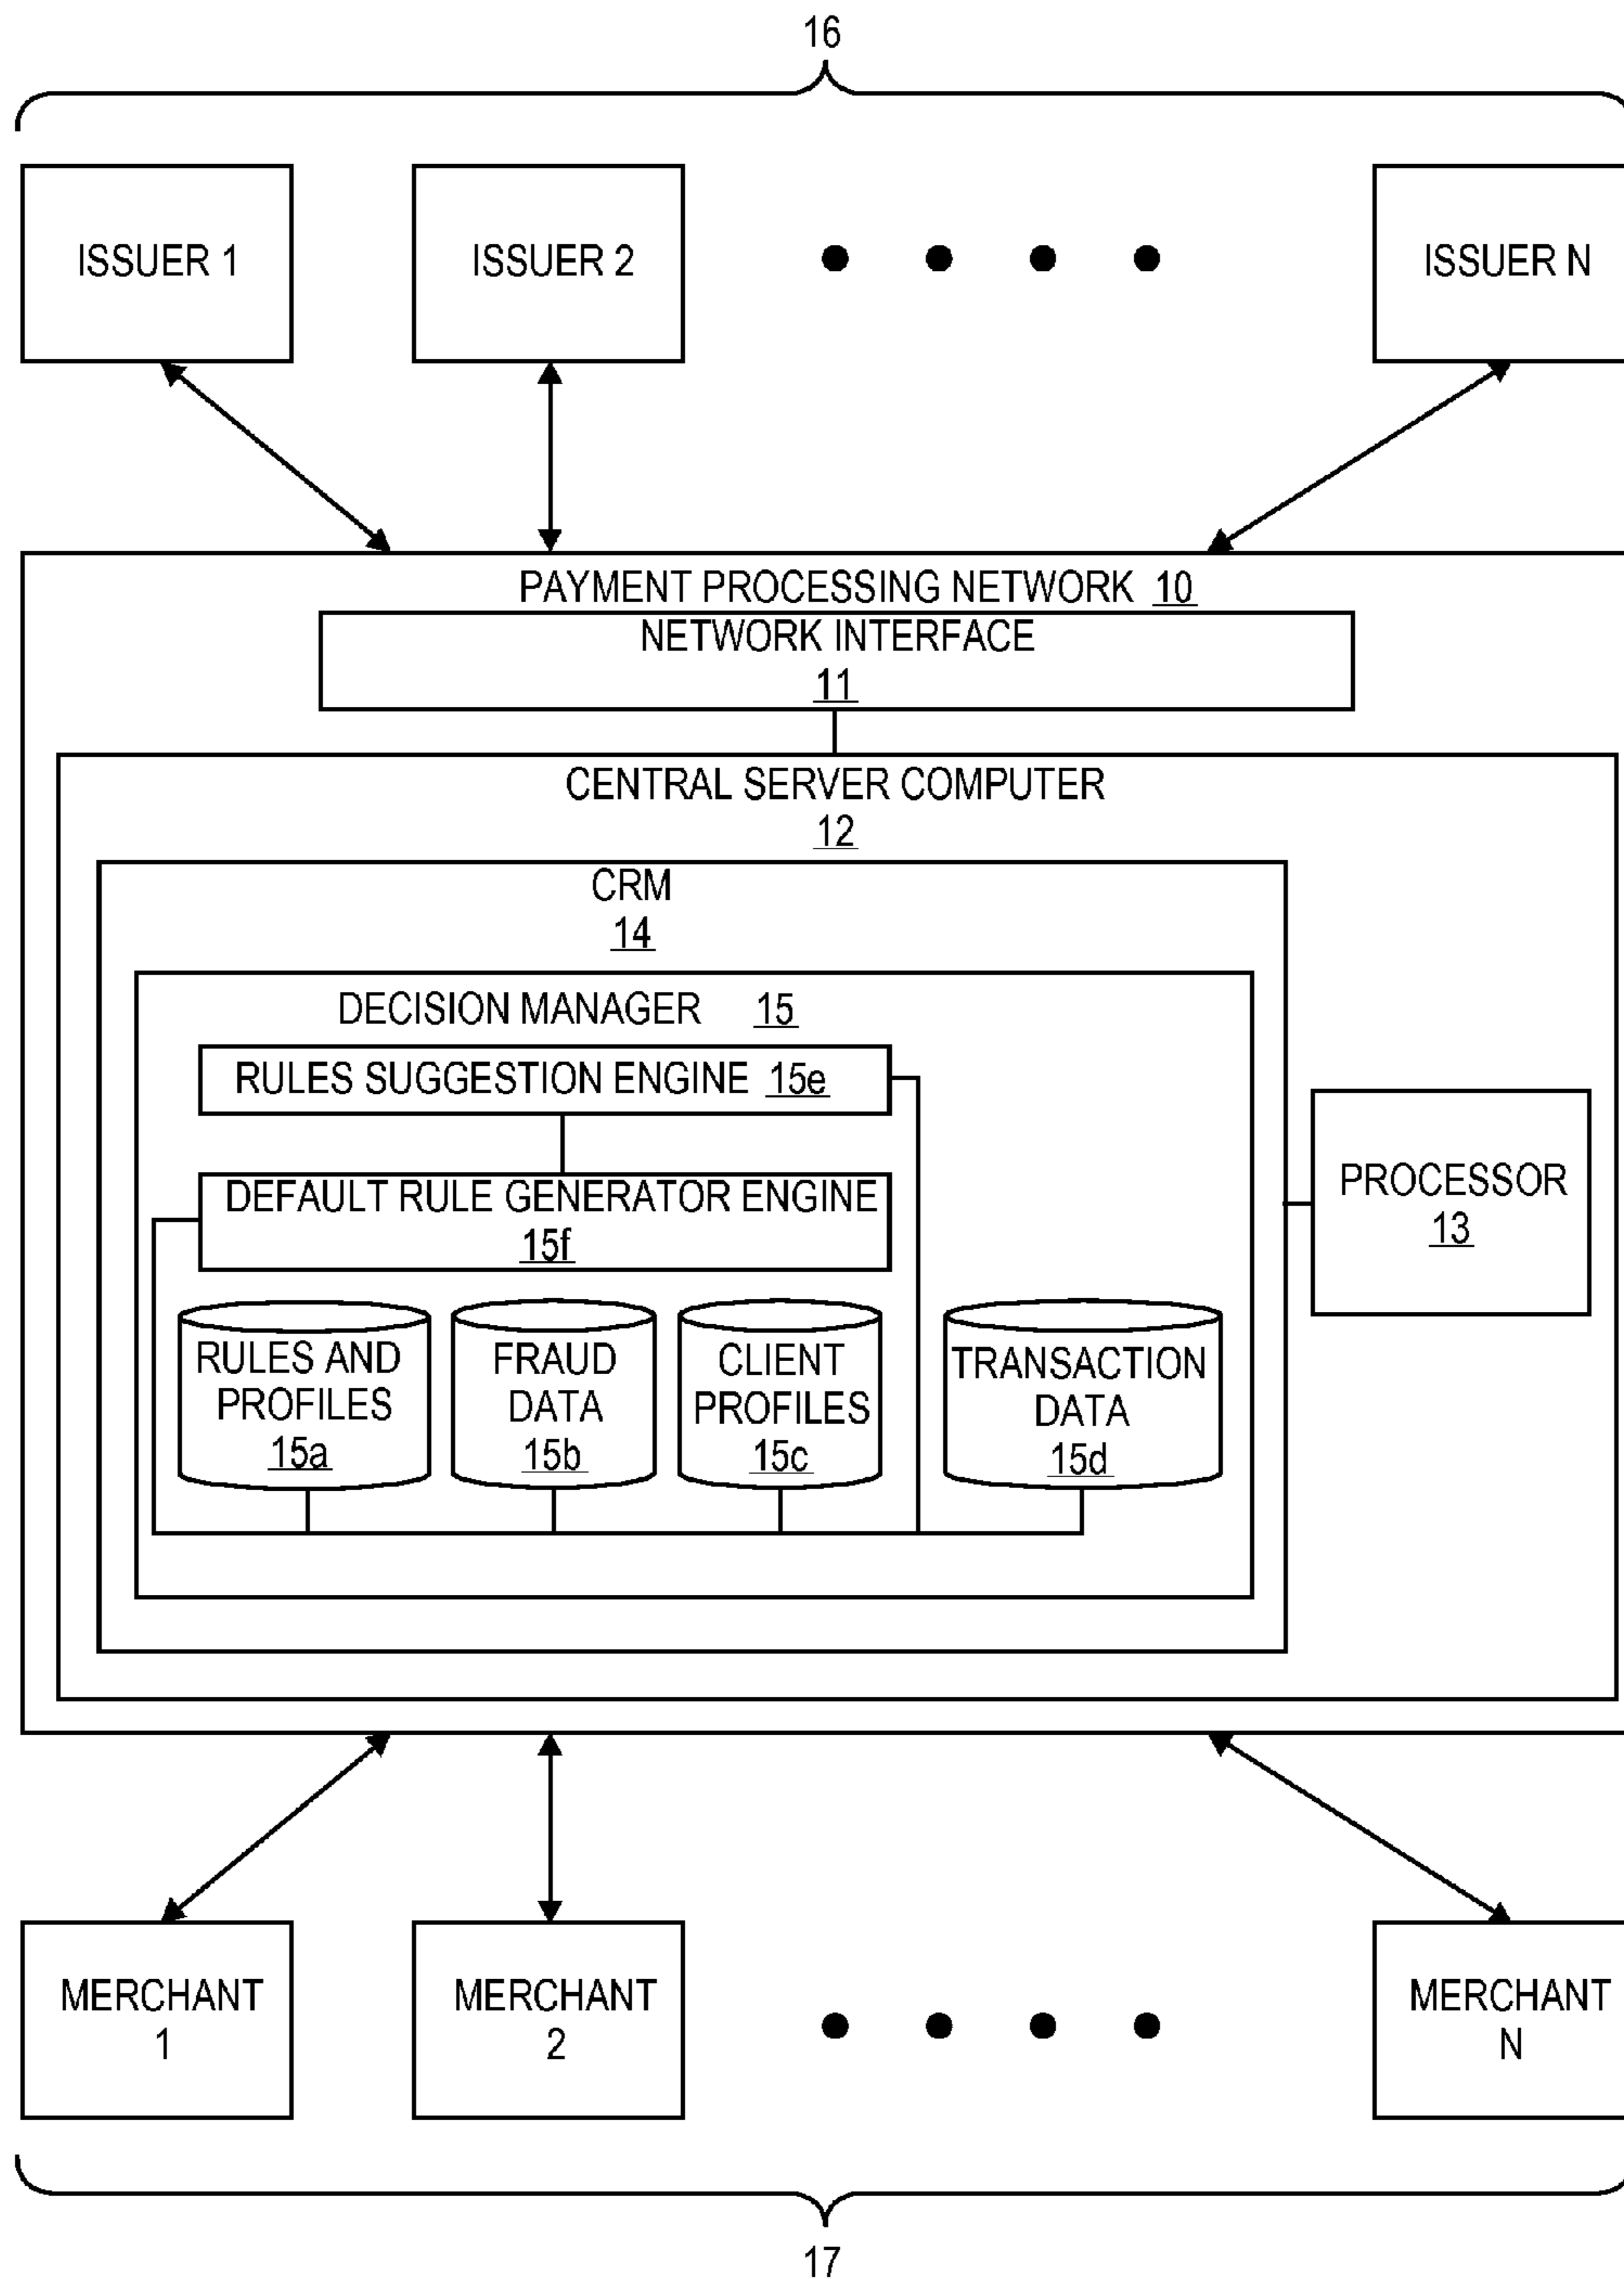 16
ISSUER 1
ISSUER 2
ISSUER N
PAYMENT PROCESSING NETWORK 10
NETWORK INTERFACE
11
CENTRAL SERVER COMPUTER
12
CRM
14
DECISION MANAGER 15
RULES SUGGESTION ENGINE 15e
DEFAULT RULE GENERATOR ENGINE
15f
PROCESSOR
13
RULES AND
PROFILES
15a
FRAUD
DATA
15b
CLIENT
PROFILES
15c
TRANSACTION
DATA
15d
MERCHANT
1
MERCHANT
2
MERCHANT
N
17